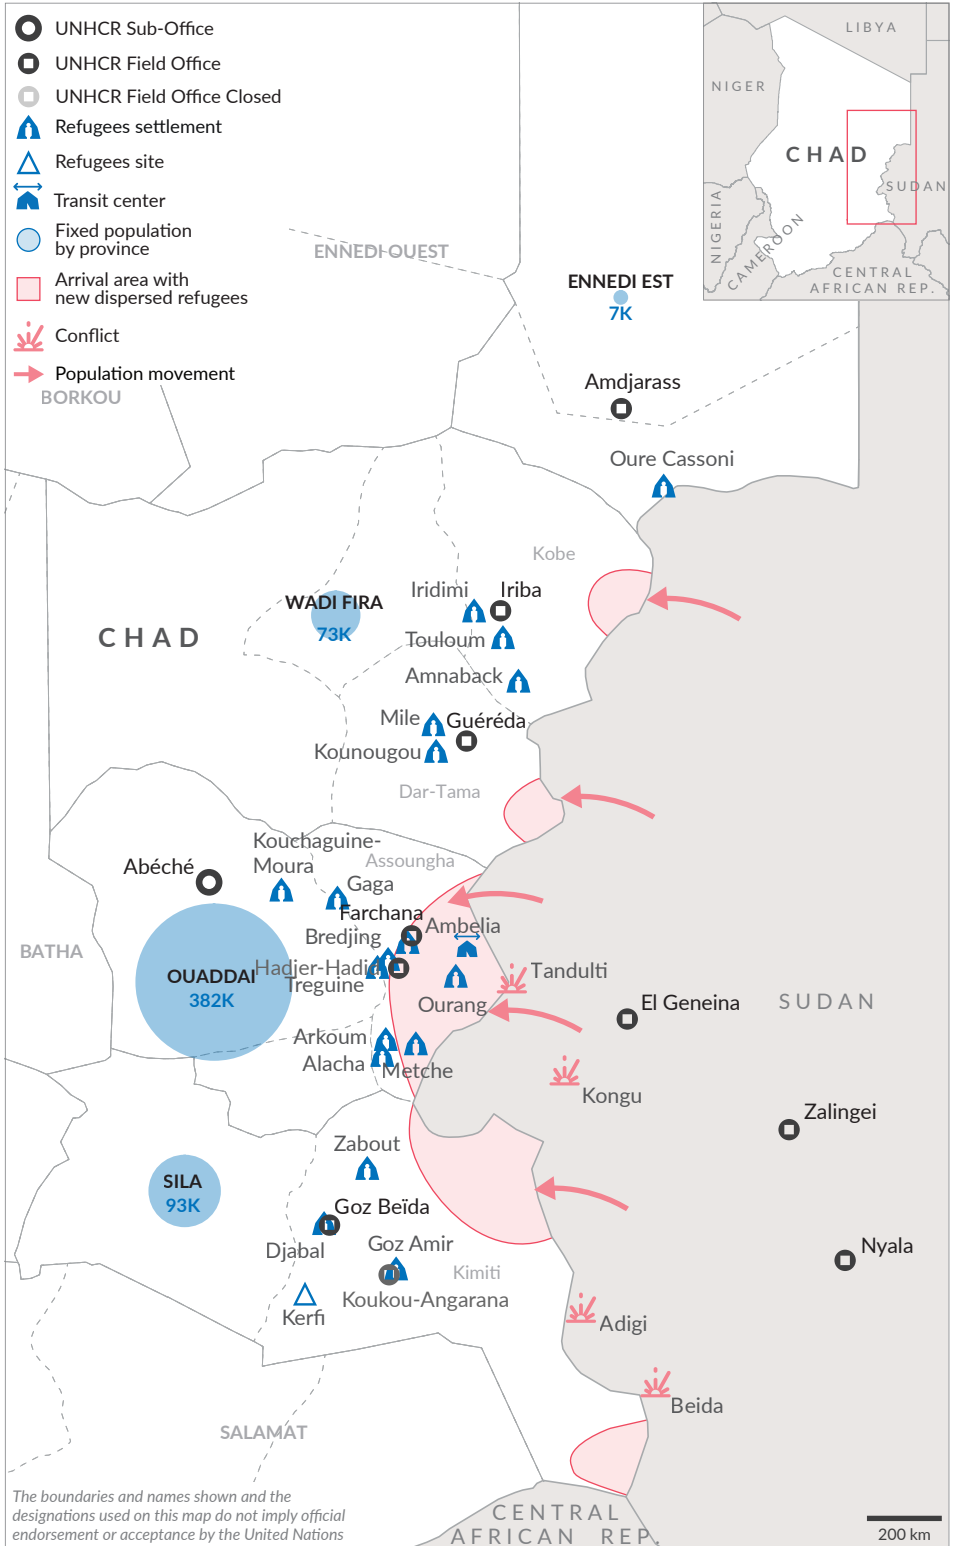 UNHCR Sub-Office
UNHCR Field Office
UNHCR Field Office Closed
Refugees settlement
Refugees site
Transit center
Fixed population
by province
Arrival area with
new dispersed refugees
Conflict
Population movement
LIBYA
NIGER
CHAD
SUDAN
NIGERIA
CAMEROON
CENTRAL
AFRICAN REP.
ENNEDI OUEST
ENNEDI EST
7K
BORKOU
Amdjarass
Oure Cassoni
Kobe
Iridimi
Iriba
WADI FIRA
73K
CHAD
Touloum
Amnaback
Mile
Guéréda
Kounougou
Dar-Tama
Kouchaguine-
Moura
Assoungha
Abéché
Gaga
Farchana
Ambelia
Bredjing
BATHA
OUADDAI
382K
Hadjer-Hadid
Treguine
Tandulti
Ourang
El Geneina
SUDAN
Arkoum
Alacha
Metche
Kongu
Zalingei
Zabout
SILA
93K
Goz Beïda
Djabal
Goz Amir
Nyala
Kimiti
Koukou-Angarana
Kerfi
Adigi
Beida
SALAMAT
The boundaries and names shown and the
designations used on this map do not imply official
endorsement or acceptance by the United Nations
CENTRAL
AFRICAN REP.
200 km